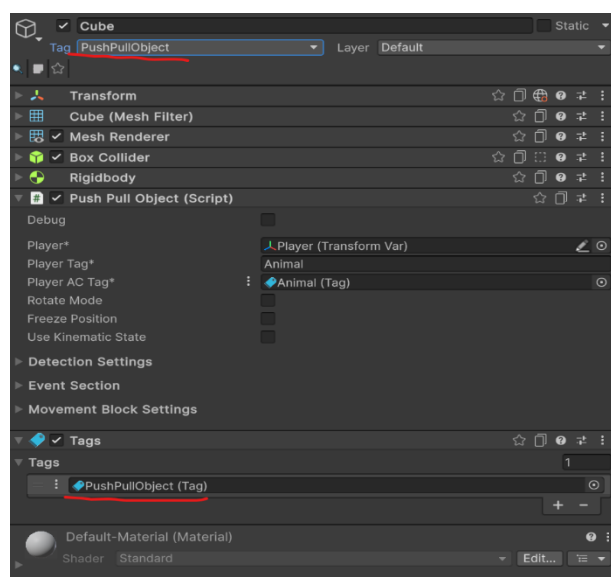 Cube Static
Tag PushPullObject Layer Default
Transform
Cube (Mesh Filter)
Mesh Renderer
Box Collider
Rigidbody
# Push Pull Object (Script)
Debug
Player* Player (Transform Var)
Player Tag* Animal
Player AC Tag* Animal (Tag)
Rotate Mode
Freeze Position
Use Kinematic State
Detection Settings
Event Section
Movement Block Settings
Tags
Tags 1
PushPullObject (Tag)
+ −
Default-Material (Material)
Shader Standard Edit...